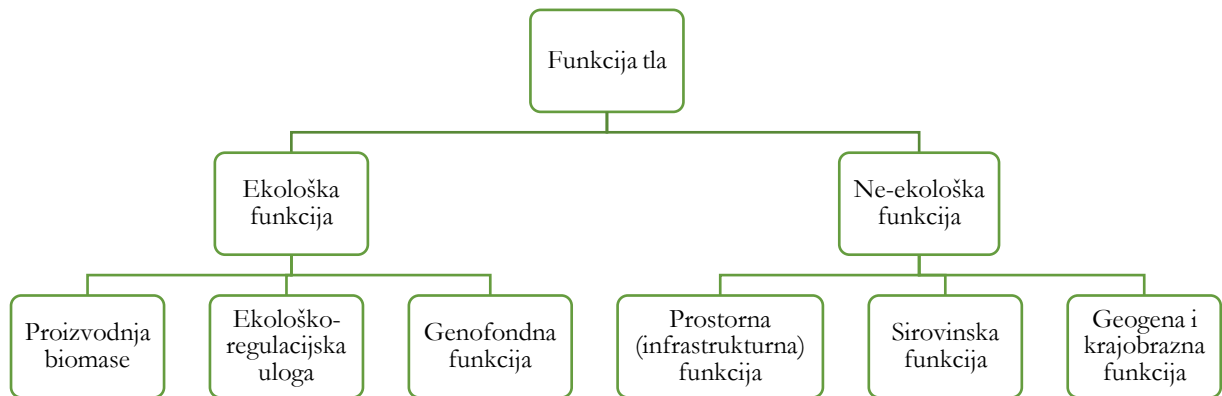 Funkcija tla
Ekološka
funkcija
Ne-ekološka
funkcija
Proizvodnja
biomase
Ekološko-
regulacijska
uloga
Genofondna
funkcija
Prostorna
(infrastrukturna)
funkcija
Sirovinska
funkcija
Geogena i
krajobrazna
funkcija